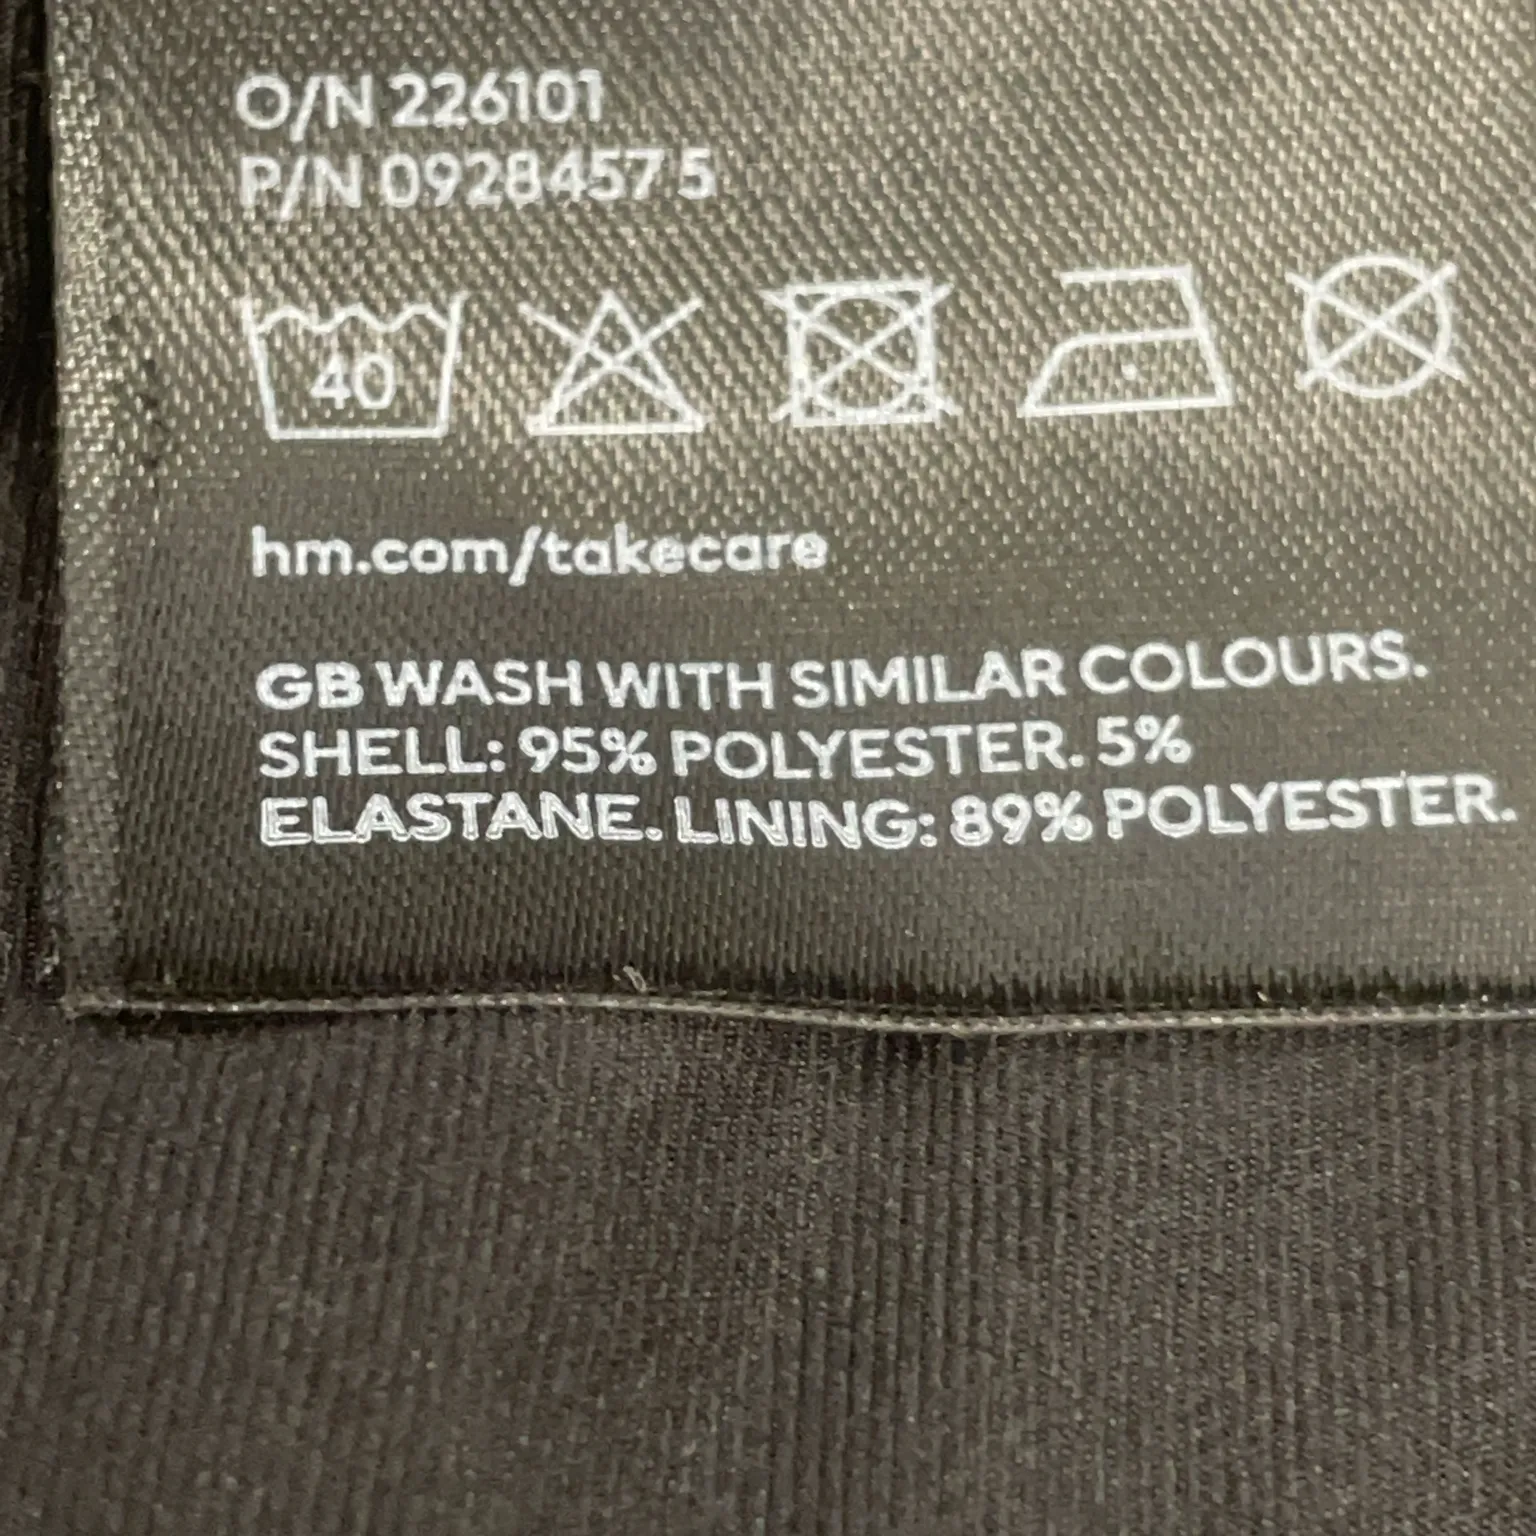 O/N 226101
P/N 0928457 5
40
hm.com/takecare
GB WASH WITH SIMILAR COLOURS.
SHELL: 95% POLYESTER. 5%
ELASTANE. LINING: 89% POLYESTER.